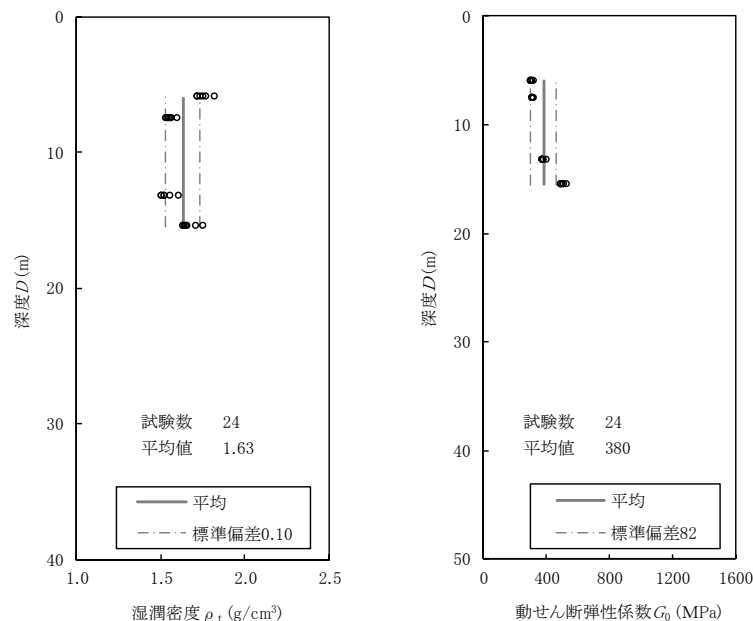 0
10
20
30
40
深度D(m)
試験数 24
平均値 1.63
平均
標準偏差0.10
1.0 1.5 2.0 2.5
湿潤密度 ρt (g/cm³)
0
10
20
30
40
50
深度D(m)
試験数 24
平均値 380
平均
標準偏差82
0 400 800 1200 1600
動せん断弾性係数G0 (MPa)